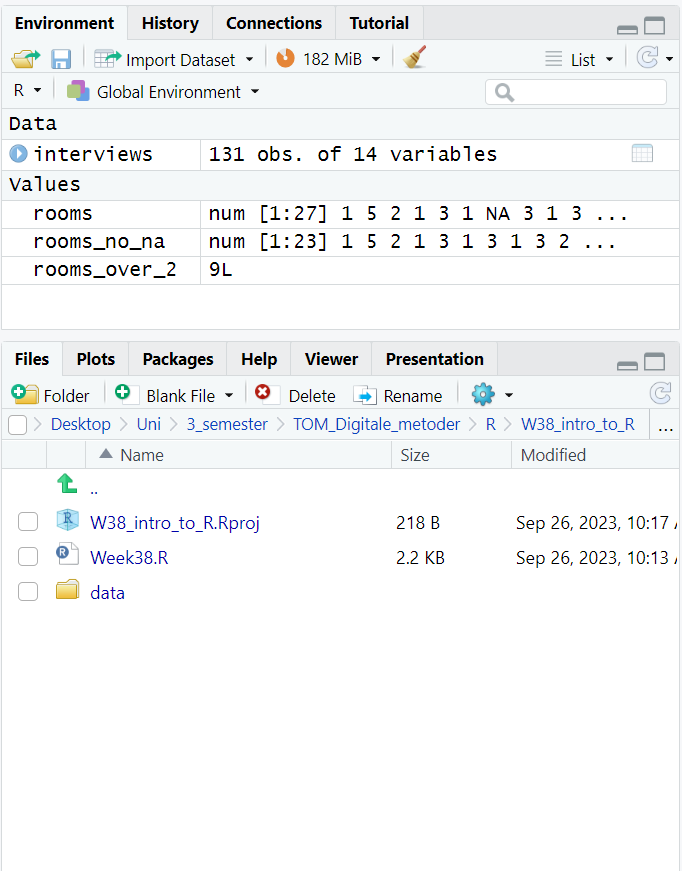 Environment History Connections Tutorial
Import Dataset 182 MiB List
R Global Environment
Data
interviews 131 obs. of 14 variables
Values
rooms num [1:27] 1 5 2 1 3 1 NA 3 1 3 ...
rooms_no_na num [1:23] 1 5 2 1 3 1 3 1 3 2 ...
rooms_over_2 9L
Files Plots Packages Help Viewer Presentation
Folder Blank File Delete Rename
Desktop Uni 3_semester TOM_Digitale_metoder R W38_intro_to_R ...
Name Size Modified
..
W38_intro_to_R.Rproj 218 B Sep 26, 2023, 10:17
Week38.R 2.2 KB Sep 26, 2023, 10:13
data